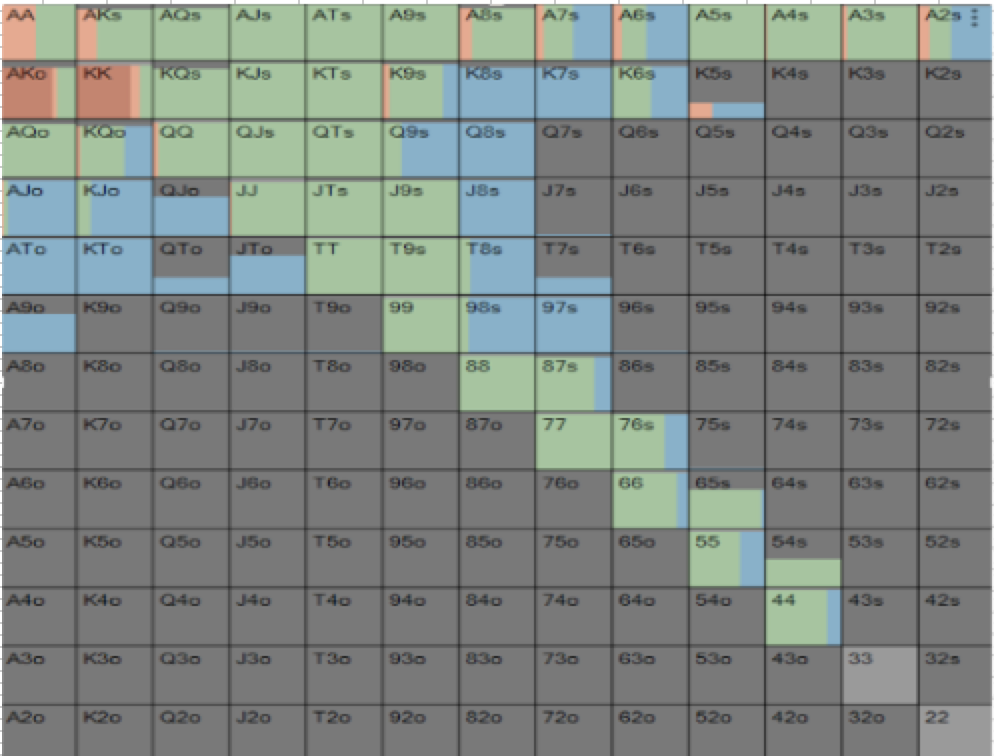 AA AKs AQs AJs ATs A9s A8s A7s A6s A5s A4s A3s A2s
AKo KK KQs KJs KTs K9s K8s K7s K6s K5s K4s K3s K2s
AQo KQo QQ QJs QTs Q9s Q8s Q7s Q6s Q5s Q4s Q3s Q2s
AJo KJo QJo JJ JTs J9s J8s J7s J6s J5s J4s J3s J2s
ATo KTo QTo JTo TT T9s T8s T7s T6s T5s T4s T3s T2s
A9o K9o Q9o J9o T9o 99 98s 97s 96s 95s 94s 93s 92s
A8o K8o Q8o J8o T8o 98o 88 87s 86s 85s 84s 83s 82s
A7o K7o Q7o J7o T7o 97o 87o 77 76s 75s 74s 73s 72s
A6o K6o Q6o J6o T6o 96o 86o 76o 66 65s 64s 63s 62s
A5o K5o Q5o J5o T5o 95o 85o 75o 65o 55 54s 53s 52s
A4o K4o Q4o J4o T4o 94o 84o 74o 64o 54o 44 43s 42s
A3o K3o Q3o J3o T3o 93o 83o 73o 63o 53o 43o 33 32s
A2o K2o Q2o J2o T2o 92o 82o 72o 62o 52o 42o 32o 22